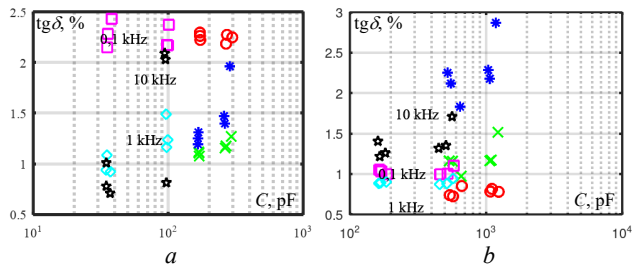 tgδ, %
2.5
2
1.5
1
0.5
0,1 kHz
10 kHz
1 kHz
C, pF
10¹ 10² 10³
a
tgδ, %
3
2.5
2
1.5
1
0.5
10 kHz
0,1 kHz
1 kHz
C, pF
10² 10³ 10⁴
b